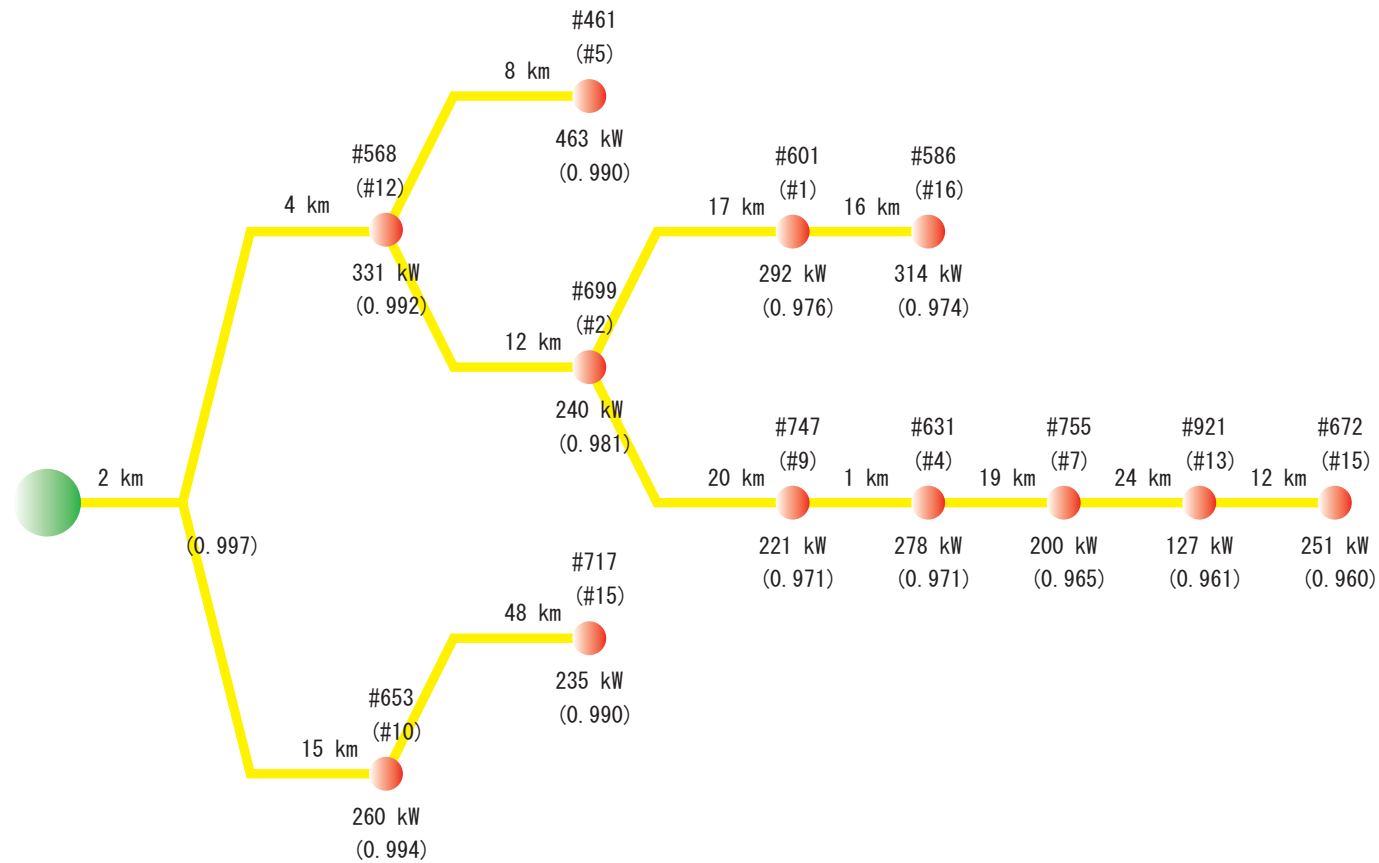 #461
(#5)
8 km
463 kW
(0.990)
#568
(#12)
4 km
331 kW
(0.992)
#601
(#1)
17 km
292 kW
(0.976)
#586
(#16)
16 km
314 kW
(0.974)
#699
(#2)
12 km
240 kW
(0.981)
2 km
(0.997)
#747
(#9)
20 km
221 kW
(0.971)
#631
(#4)
1 km
278 kW
(0.971)
#755
(#7)
19 km
200 kW
(0.965)
#921
(#13)
24 km
127 kW
(0.961)
#672
(#15)
12 km
251 kW
(0.960)
#717
(#15)
48 km
235 kW
(0.990)
#653
(#10)
15 km
260 kW
(0.994)